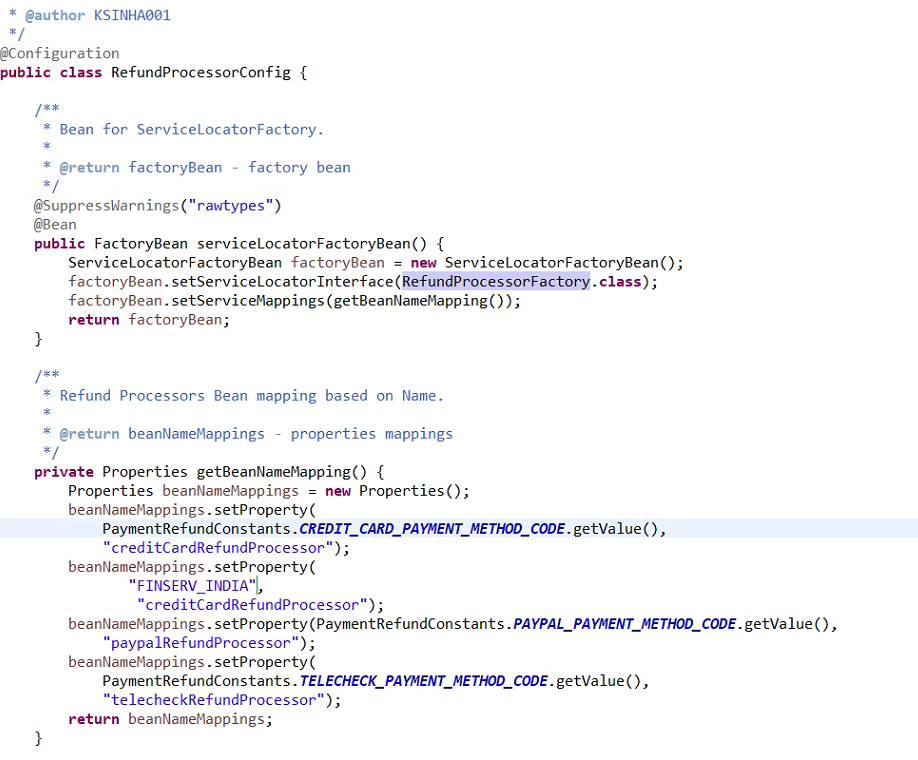 * @author KSINHA001
*/
@Configuration
public class RefundProcessorConfig {
/**
* Bean for ServiceLocatorFactory.
*
* @return factoryBean - factory bean
*/
@SuppressWarnings("rawtypes")
@Bean
public FactoryBean serviceLocatorFactoryBean() {
ServiceLocatorFactoryBean factoryBean = new ServiceLocatorFactoryBean();
factoryBean.setServiceLocatorInterface(RefundProcessorFactory.class);
factoryBean.setServiceMappings(getBeanNameMapping());
return factoryBean;
}
/**
* Refund Processors Bean mapping based on Name.
*
* @return beanNameMappings - properties mappings
*/
private Properties getBeanNameMapping() {
Properties beanNameMappings = new Properties();
beanNameMappings.setProperty(
PaymentRefundConstants.CREDIT_CARD_PAYMENT_METHOD_CODE.getValue(),
"creditCardRefundProcessor");
beanNameMappings.setProperty(
"FINSERV_INDIA",
"creditCardRefundProcessor");
beanNameMappings.setProperty(PaymentRefundConstants.PAYPAL_PAYMENT_METHOD_CODE.getValue(),
"paypalRefundProcessor");
beanNameMappings.setProperty(
PaymentRefundConstants.TELECHECK_PAYMENT_METHOD_CODE.getValue(),
"telecheckRefundProcessor");
return beanNameMappings;
}